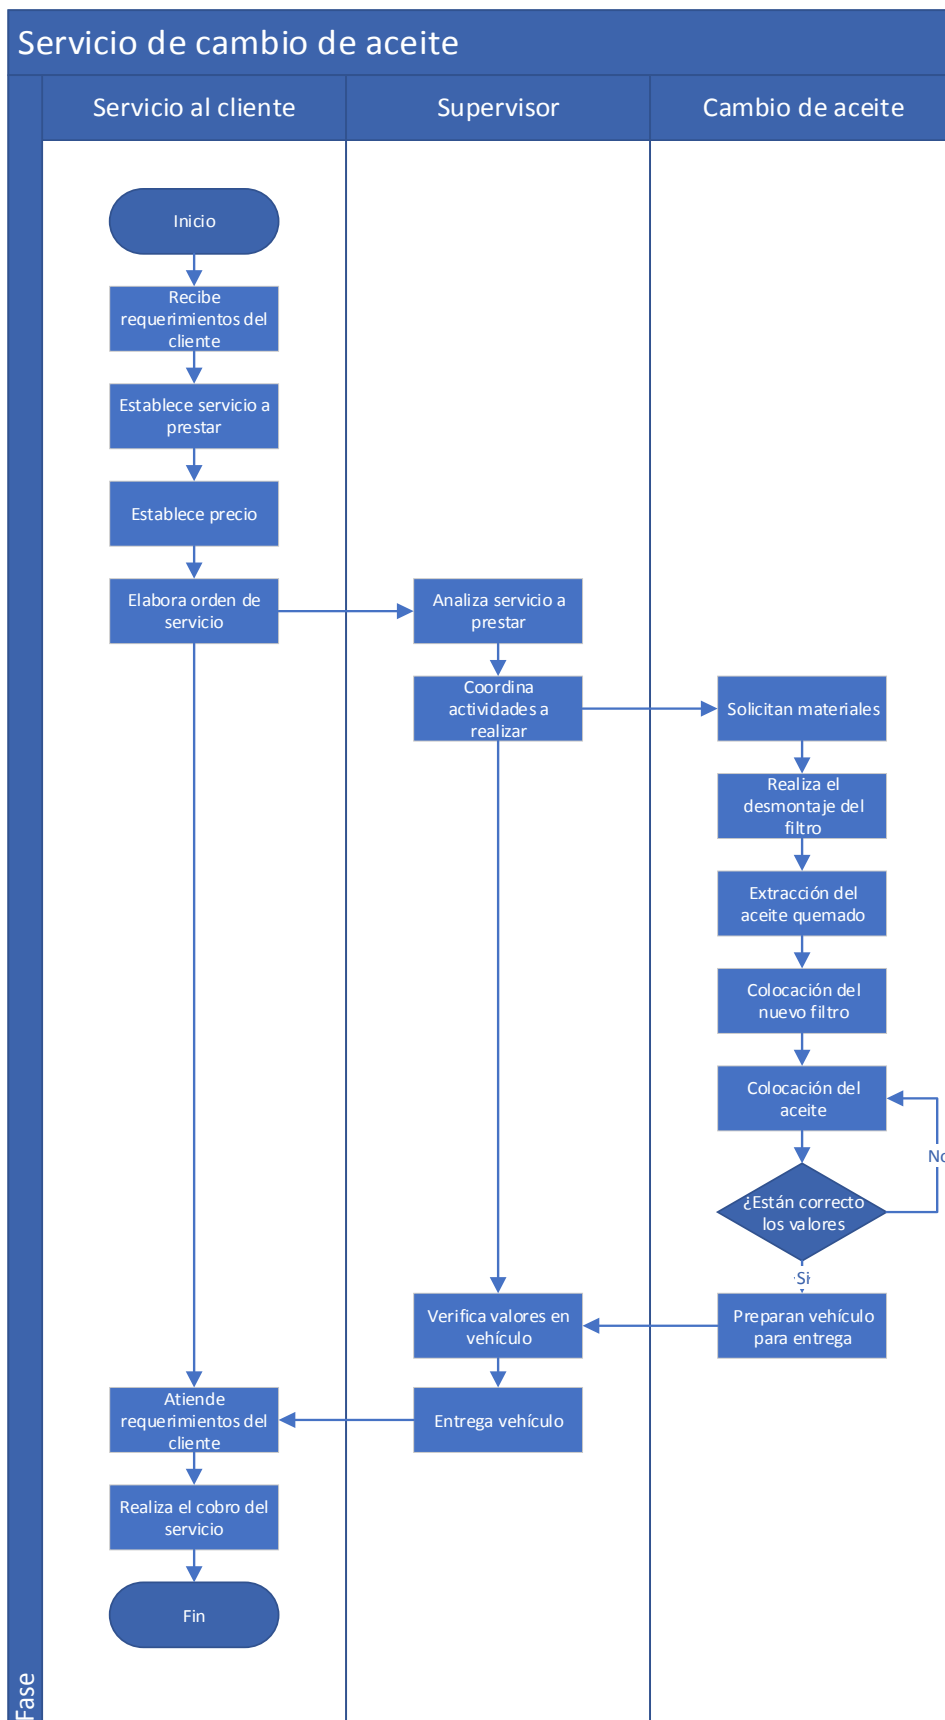 Servicio de cambio de aceite
Servicio al cliente
Supervisor
Cambio de aceite
Inicio
Recibe
requerimientos del
cliente
Establece servicio a
prestar
Establece precio
Elabora orden de
servicio
Analiza servicio a
prestar
Coordina
actividades a
realizar
Solicitan materiales
Realiza el
desmontaje del
filtro
Extracción del
aceite quemado
Colocación del
nuevo filtro
Colocación del
aceite
No
¿Están correcto
los valores
Si
Verifica valores en
vehículo
Preparan vehículo
para entrega
Atiende
requerimientos del
cliente
Entrega vehículo
Realiza el cobro del
servicio
Fin
Fase